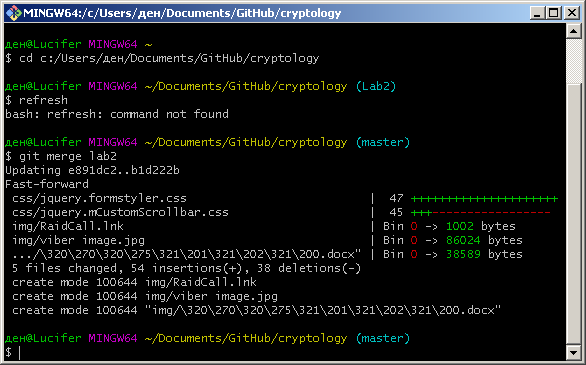 MINGW64:/c/Users/ден/Documents/GitHub/cryptology
ден@Lucifer MINGW64 ~
$ cd c:/Users/ден/Documents/GitHub/cryptology
ден@Lucifer MINGW64 ~/Documents/GitHub/cryptology (Lab2)
$ refresh
bash: refresh: command not found
ден@Lucifer MINGW64 ~/Documents/GitHub/cryptology (master)
$ git merge lab2
Updating e891dc2..b1d222b
Fast-forward
css/jquery.formstyler.css | 47 ++++++++++++++++++++++
css/jquery.mCustomScrollbar.css | 45 +++------------------
img/RaidCall.lnk | Bin 0 -> 1002 bytes
img/viber image.jpg | Bin 0 -> 86024 bytes
.../\320\270\320\275\321\201\321\202\321\200.docx" | Bin 0 -> 38589 bytes
5 files changed, 54 insertions(+), 38 deletions(-)
create mode 100644 img/RaidCall.lnk
create mode 100644 img/viber image.jpg
create mode 100644 "img/\320\270\320\275\321\201\321\202\321\200.docx"
ден@Lucifer MINGW64 ~/Documents/GitHub/cryptology (master)
$